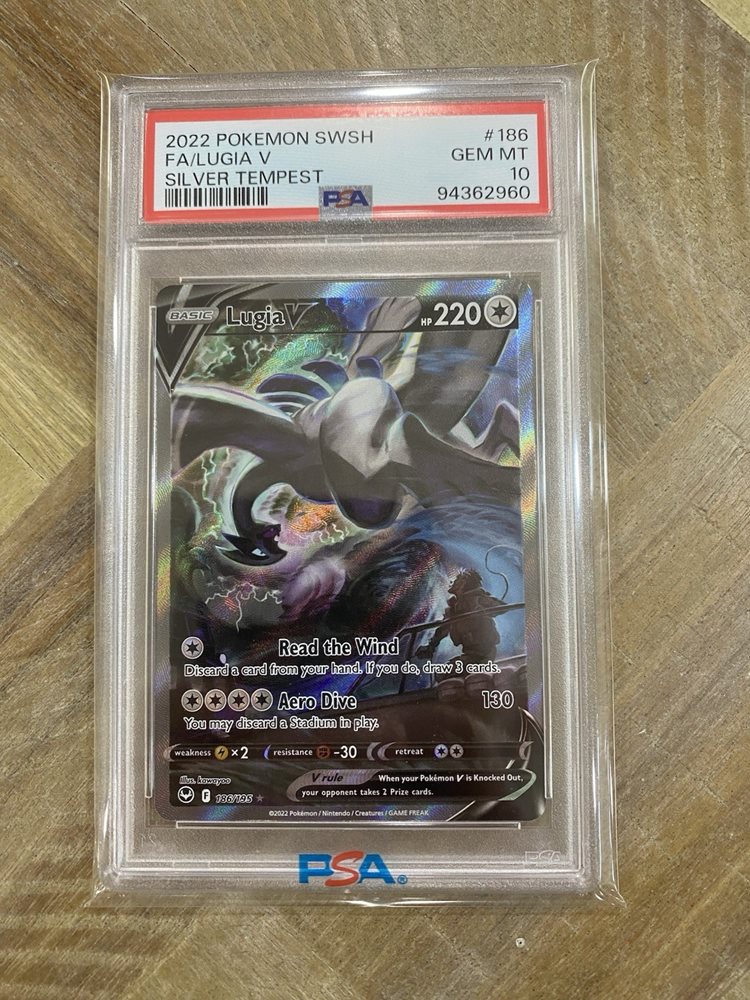 2022 POKEMON SWSH #186
FA/LUGIA V GEM MT
SILVER TEMPEST 10
PSA 94362960
BASIC Lugia V HP 220
Read the Wind
Discard a card from your hand. If you do, draw 3 cards.
Aero Dive 130
You may discard a Stadium in play.
weakness ×2 resistance -30 retreat
Illus. kawayoo
V rule When your Pokémon V is Knocked Out,
your opponent takes 2 Prize cards.
F 186/195
©2022 Pokémon / Nintendo / Creatures / GAME FREAK
PSA®
PSA